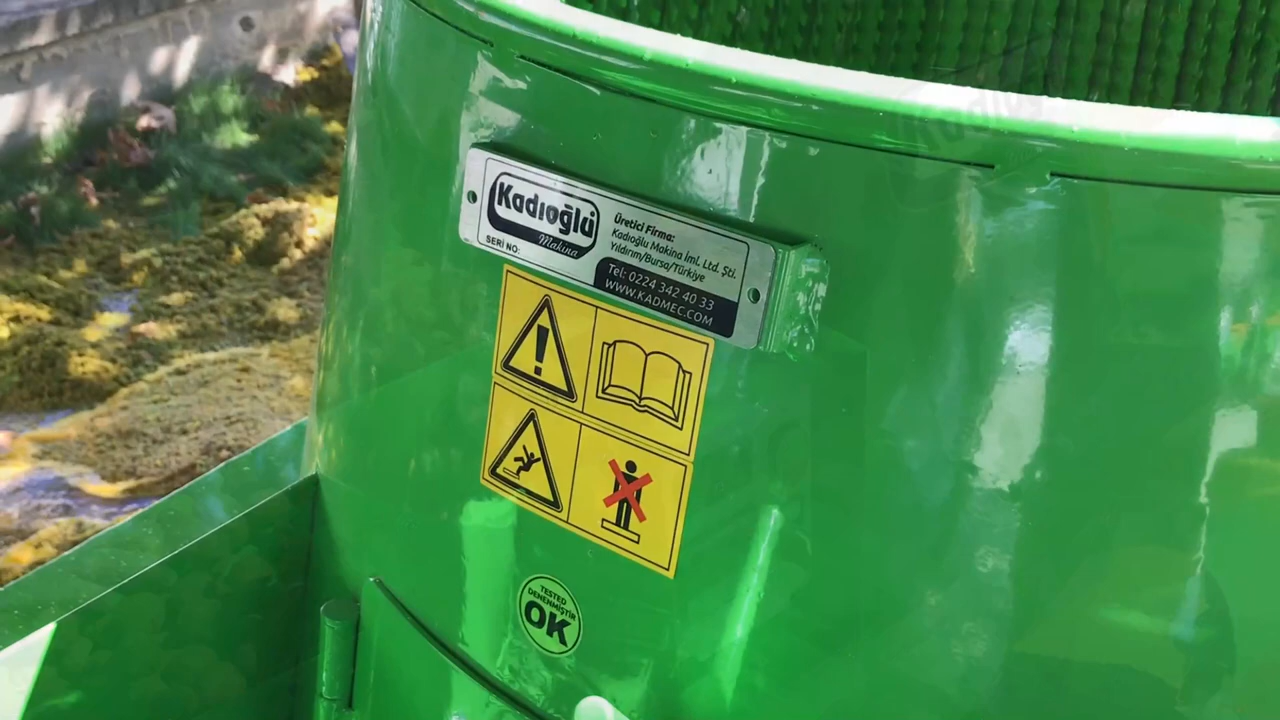 Kadıoğlu
Makina
SERİ NO:
Üretici Firma:
Kadıoğlu Makina İml. Ltd. Şti.
Yıldırım/Bursa/Türkiye
Tel: 0224 342 40 33
WWW.KADMEC.COM
TESTED
DENENMİŞTİR
OK